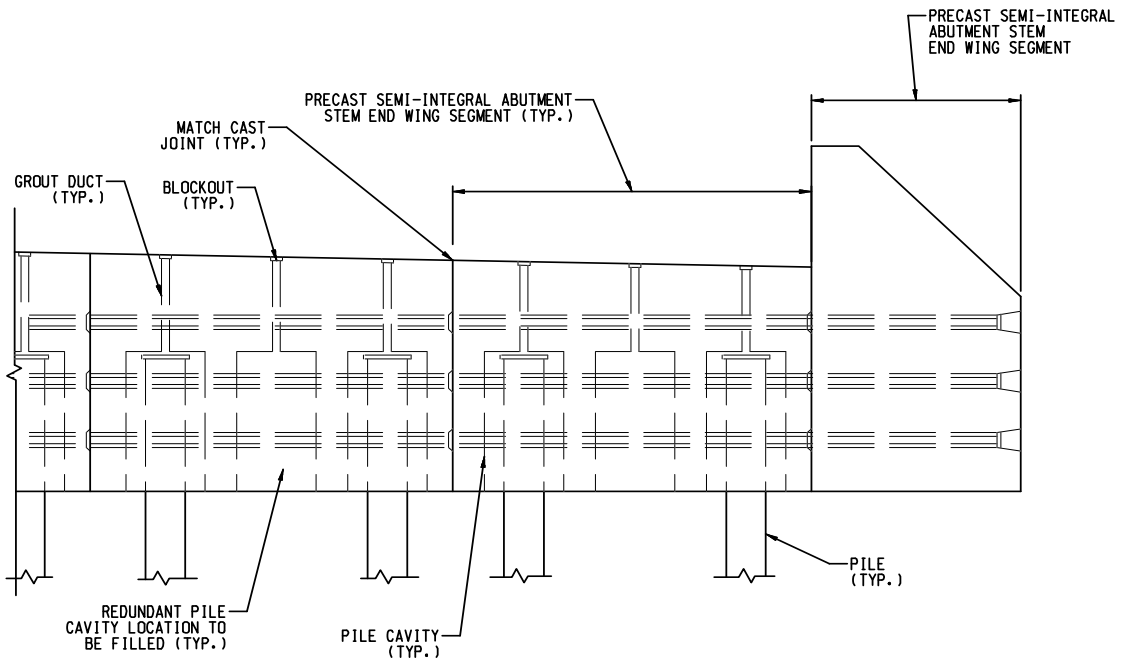 PRECAST SEMI-INTEGRAL
ABUTMENT STEM
END WING SEGMENT
PRECAST SEMI-INTEGRAL ABUTMENT
STEM END WING SEGMENT (TYP.)
MATCH CAST
JOINT (TYP.)
GROUT DUCT
(TYP.)
BLOCKOUT
(TYP.)
PILE
(TYP.)
REDUNDANT PILE
CAVITY LOCATION TO
BE FILLED (TYP.)
PILE CAVITY
(TYP.)